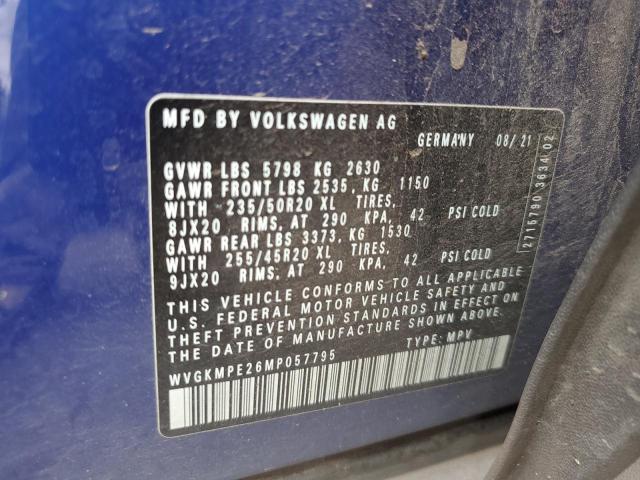 MFD BY VOLKSWAGEN AG
GERMANY 08/21
GVWR LBS 5798 KG 2630
GAWR FRONT LBS 2535, KG 1150
WITH 235/50R20 XL TIRES,
8JX20 RIMS, AT 290 KPA, 42 PSI COLD
GAWR REAR LBS 3373, KG 1530
WITH 255/45R20 XL TIRES,
9JX20 RIMS, AT 290 KPA, 42 PSI COLD
THIS VEHICLE CONFORMS TO ALL APPLICABLE
U.S. FEDERAL MOTOR VEHICLE SAFETY AND
THEFT PREVENTION STANDARDS IN EFFECT ON
THE DATE OF MANUFACTURE SHOWN ABOVE.
WVGKMPE26MP057795 TYPE: MPV
2715790 3634 02